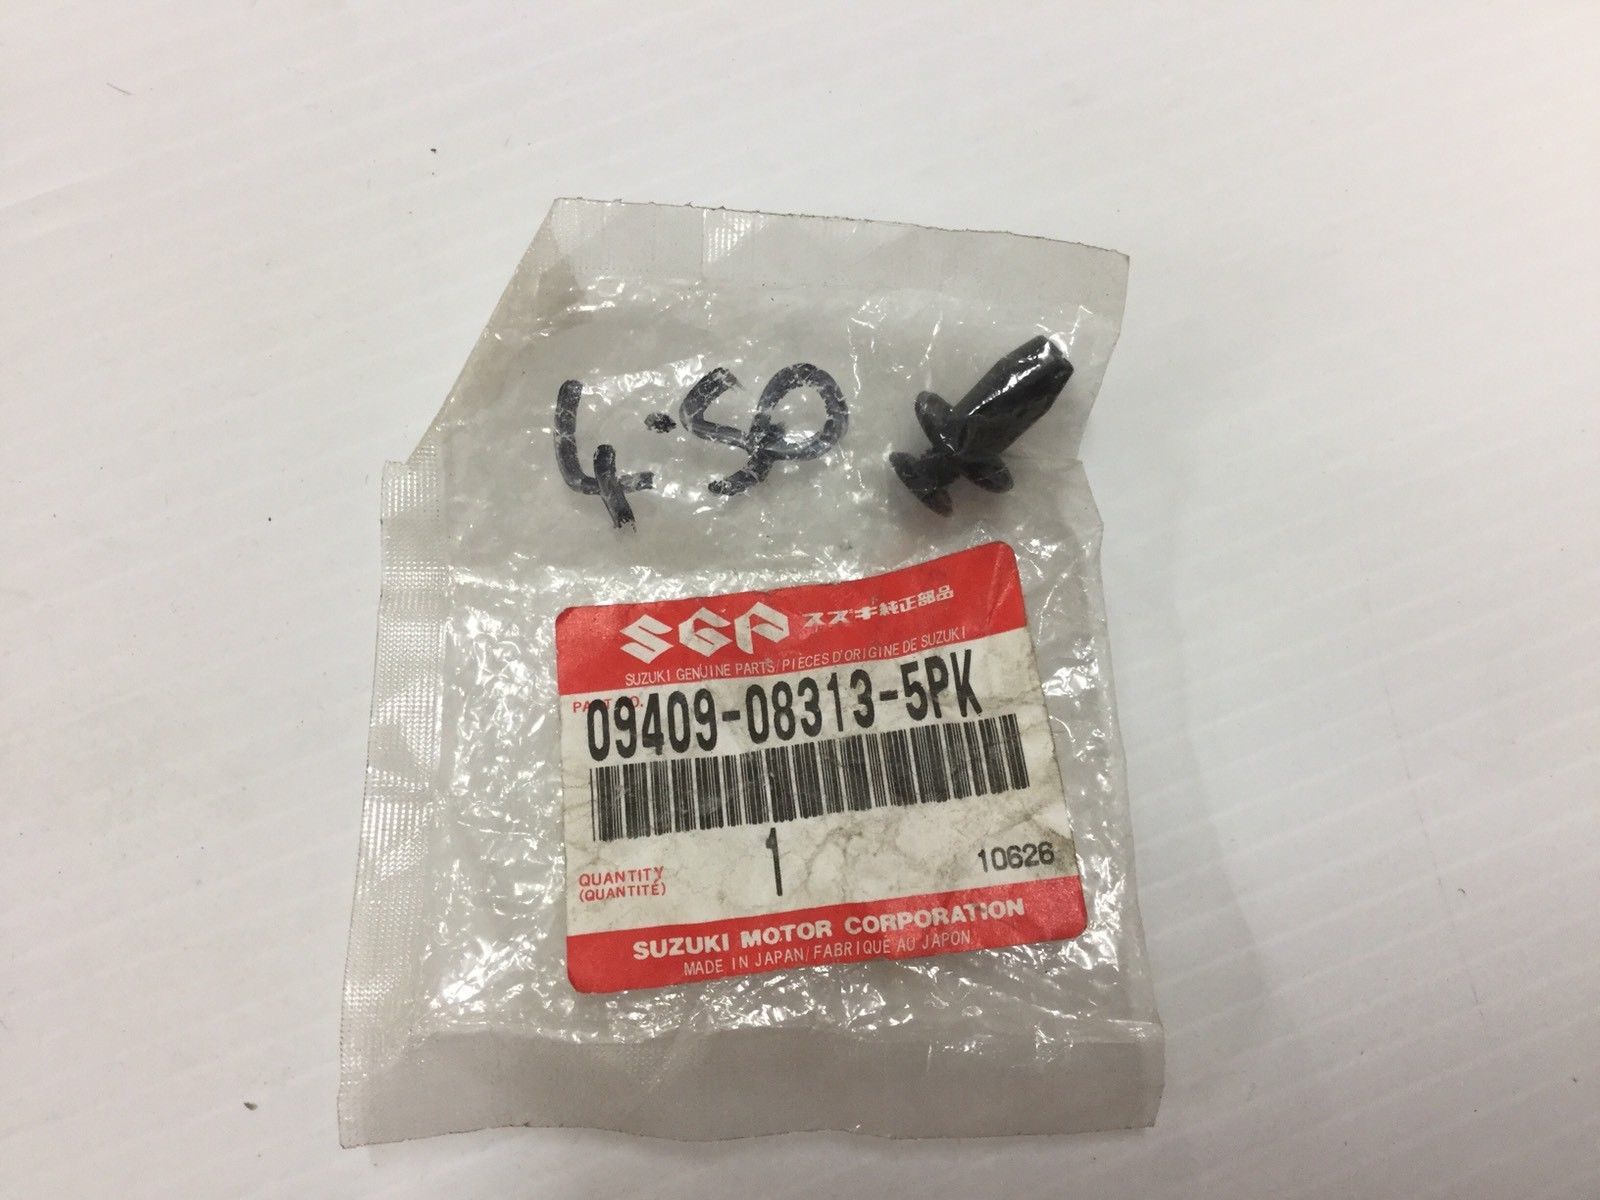 4.50
SGP スズキ純正部品
SUZUKI GENUINE PARTS/PIECES D'ORIGINE DE SUZUKI
PART NO.
09409-08313-5PK
1
10626
QUANTITY
(QUANTITÉ)
SUZUKI MOTOR CORPORATION
MADE IN JAPAN/FABRIQUÉ AU JAPON